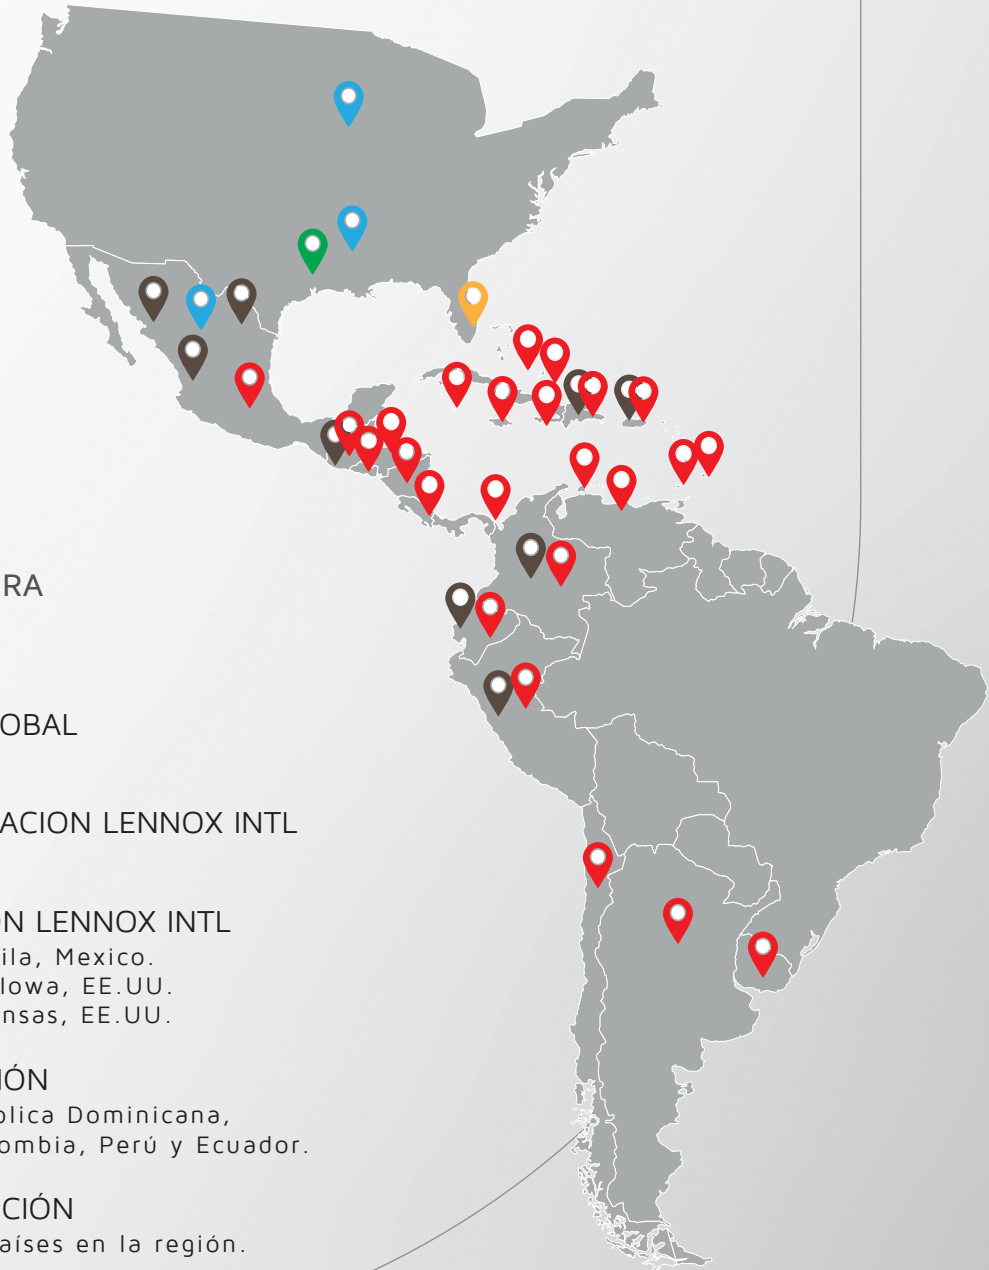 RA
OBAL
ACION LENNOX INTL
ON LENNOX INTL
ila, Mexico.
Iowa, EE.UU.
nsas, EE.UU.
IÓN
blica Dominicana,
ombia, Perú y Ecuador.
CIÓN
aíses en la región.